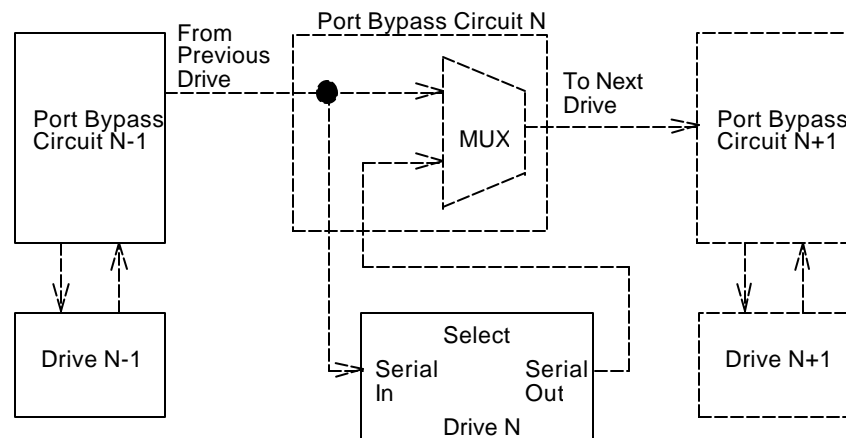 Port Bypass Circuit N
From
Previous
Drive
To Next
Drive
Port Bypass
Circuit N-1
MUX
Port Bypass
Circuit N+1
Drive N-1
Select
Serial
In
Serial
Out
Drive N
Drive N+1